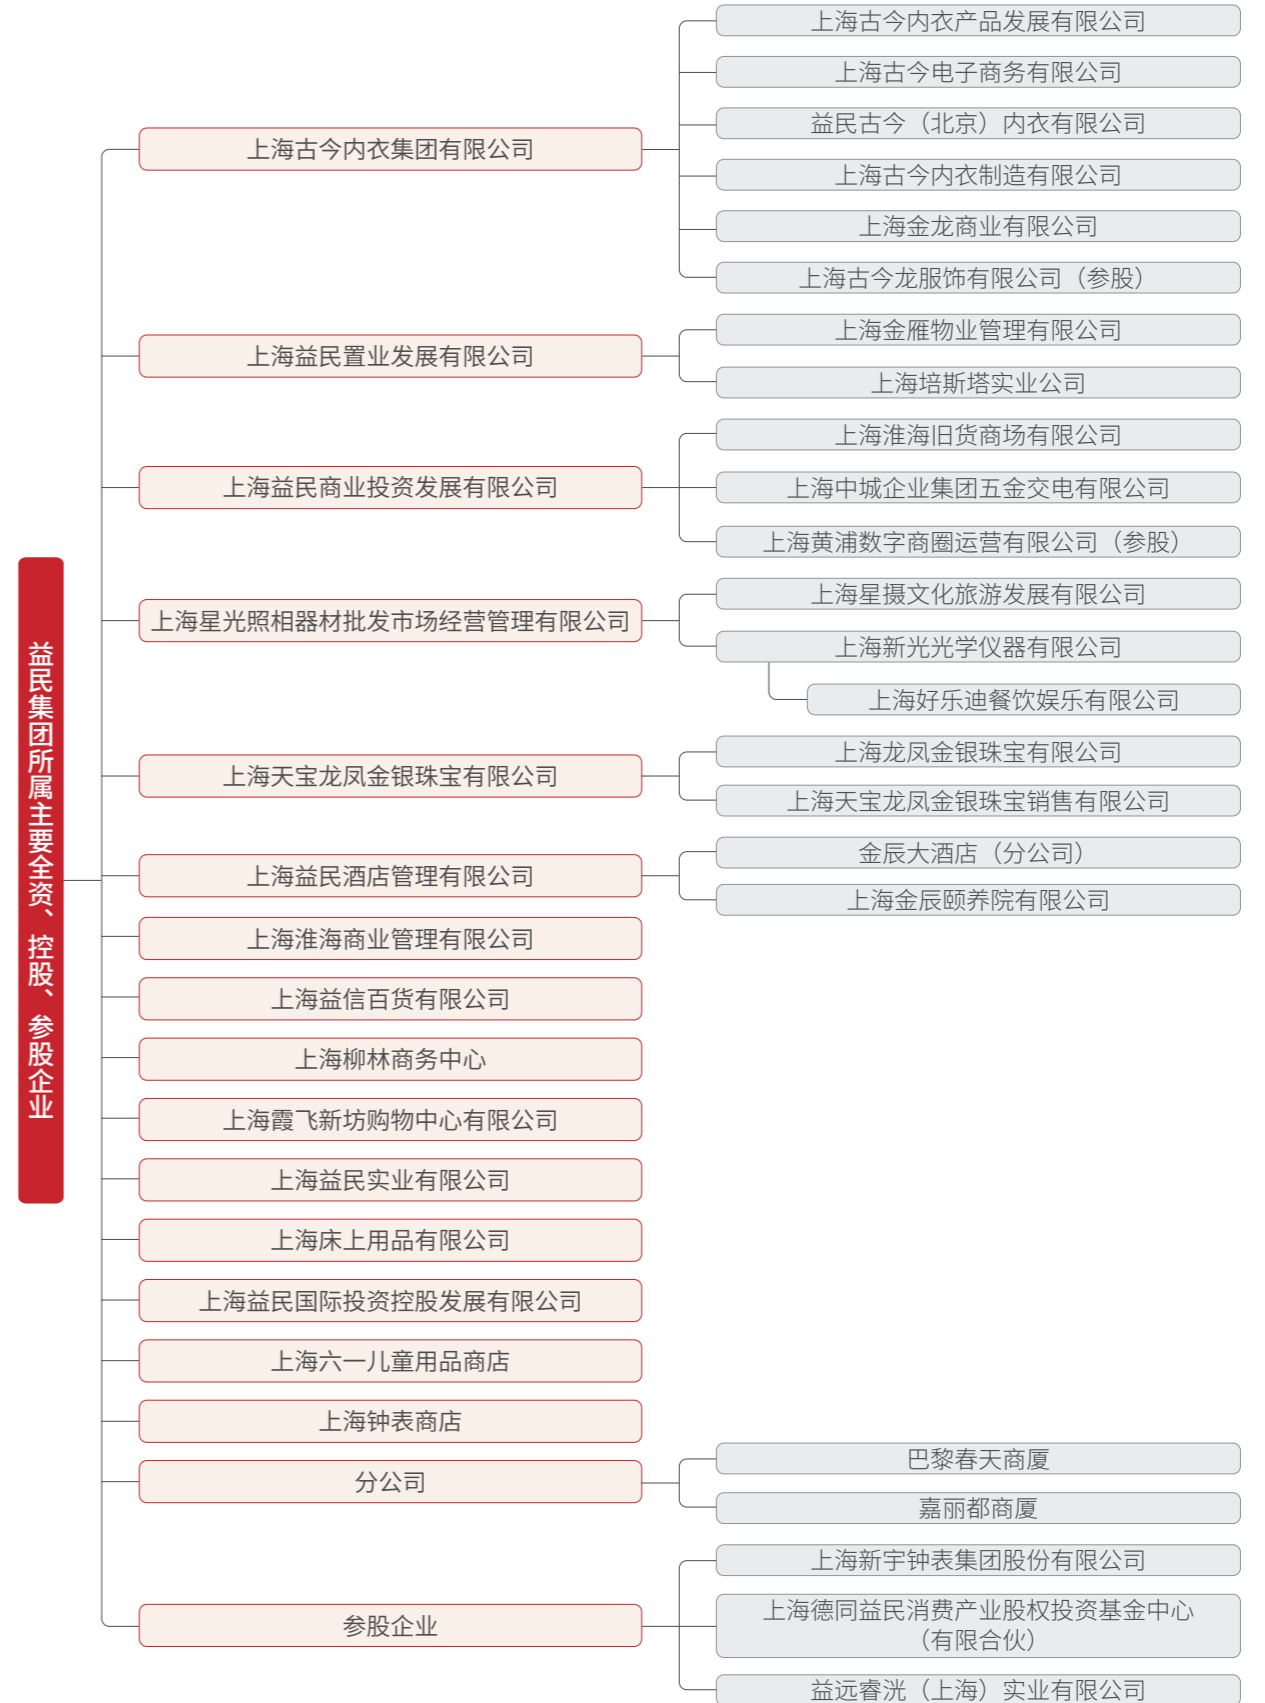 益民集团所属主要全资、控股、参股企业
上海古今内衣集团有限公司
上海古今内衣产品发展有限公司
上海古今电子商务有限公司
益民古今（北京）内衣有限公司
上海古今内衣制造有限公司
上海金龙商业有限公司
上海古今龙服饰有限公司（参股）
上海益民置业发展有限公司
上海金雁物业管理有限公司
上海培斯塔实业公司
上海益民商业投资发展有限公司
上海淮海旧货商场有限公司
上海中城企业集团五金交电有限公司
上海黄浦数字商圈运营有限公司（参股）
上海星光照相器材批发市场经营管理有限公司
上海星摄文化旅游发展有限公司
上海新光光学仪器有限公司
上海好乐迪餐饮娱乐有限公司
上海天宝龙凤金银珠宝有限公司
上海龙凤金银珠宝有限公司
上海天宝龙凤金银珠宝销售有限公司
上海益民酒店管理有限公司
金辰大酒店（分公司）
上海金辰颐养院有限公司
上海淮海商业管理有限公司
上海益信百货有限公司
上海柳林商务中心
上海霞飞新坊购物中心有限公司
上海益民实业有限公司
上海床上用品有限公司
上海益民国际投资控股发展有限公司
上海六一儿童用品商店
上海钟表商店
分公司
巴黎春天商厦
嘉丽都商厦
参股企业
上海新宇钟表集团股份有限公司
上海德同益民消费产业股权投资基金中心
（有限合伙）
益远睿洸（上海）实业有限公司